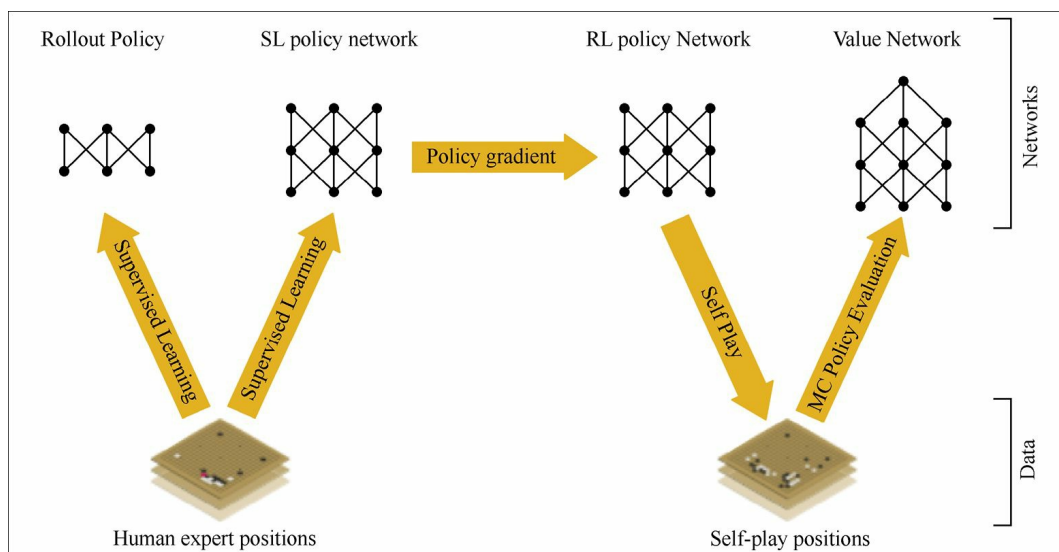 Rollout Policy
SL policy network
RL policy Network
Value Network
Networks
Policy gradient
Supervised Learning
Supervised Learning
Self Play
MC Policy Evaluation
Data
Human expert positions
Self-play positions